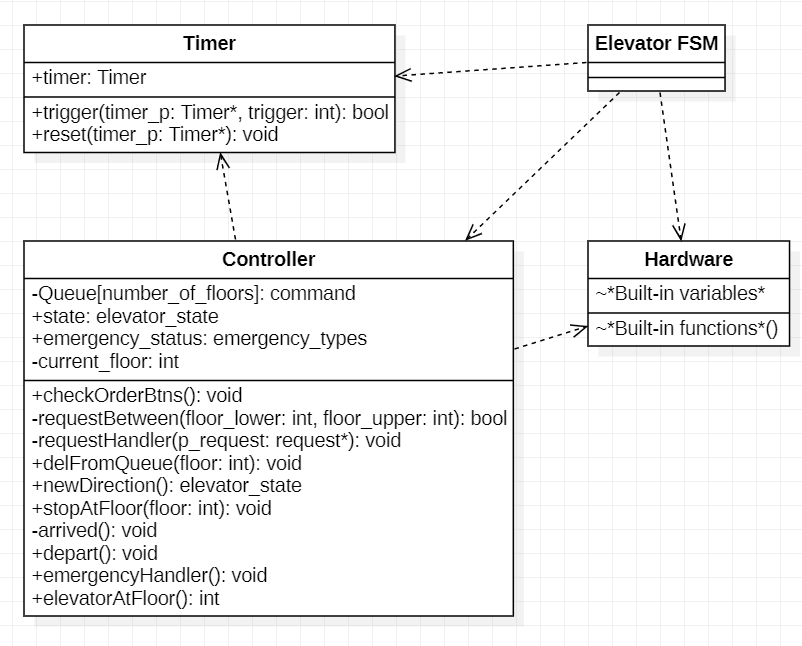 Timer
+timer: Timer
+trigger(timer_p: Timer*, trigger: int): bool
+reset(timer_p: Timer*): void
Elevator FSM
Controller
-Queue[number_of_floors]: command
+state: elevator_state
+emergency_status: emergency_types
-current_floor: int
+checkOrderBtns(): void
-requestBetween(floor_lower: int, floor_upper: int): bool
-requestHandler(p_request: request*): void
+delFromQueue(floor: int): void
+newDirection(): elevator_state
+stopAtFloor(floor: int): void
-arrived(): void
+depart(): void
+emergencyHandler(): void
+elevatorAtFloor(): int
Hardware
~*Built-in variables*
~*Built-in functions*()